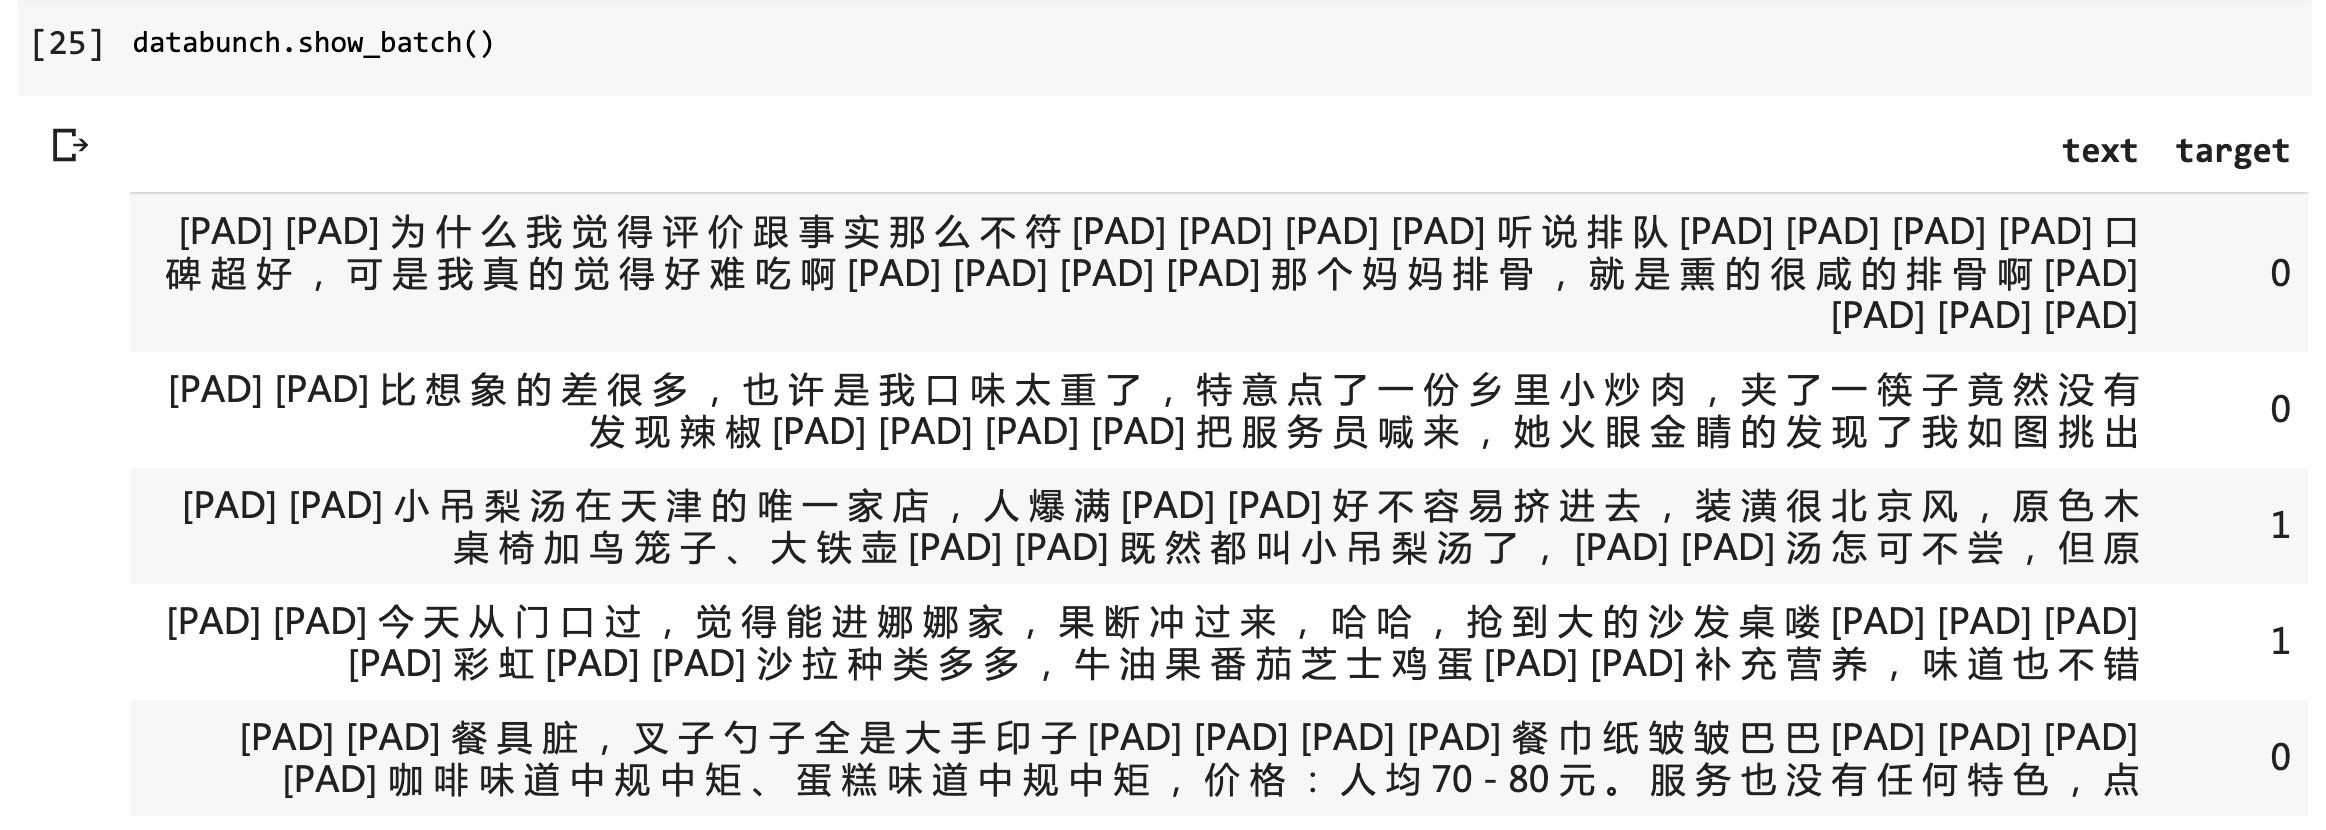 [25] databunch.show_batch()
text target
[PAD] [PAD] 为 什 么 我 觉 得 评 价 跟 事 实 那 么 不 符 [PAD] [PAD] [PAD] [PAD] 听 说 排 队 [PAD] [PAD] [PAD] [PAD] 口
碑 超 好 , 可 是 我 真 的 觉 得 好 难 吃 啊 [PAD] [PAD] [PAD] [PAD] 那 个 妈 妈 排 骨 , 就 是 熏 的 很 咸 的 排 骨 啊 [PAD] 0
[PAD] [PAD] [PAD]
[PAD] [PAD] 比 想 象 的 差 很 多 , 也 许 是 我 口 味 太 重 了 , 特 意 点 了 一 份 乡 里 小 炒 肉 , 夹 了 一 筷 子 竟 然 没 有 0
发 现 辣 椒 [PAD] [PAD] [PAD] [PAD] 把 服 务 员 喊 来 , 她 火 眼 金 睛 的 发 现 了 我 如 图 挑 出
[PAD] [PAD] 小 吊 梨 汤 在 天 津 的 唯 一 家 店 , 人 爆 满 [PAD] [PAD] 好 不 容 易 挤 进 去 , 装 潢 很 北 京 风 , 原 色 木 1
桌 椅 加 鸟 笼 子 、 大 铁 壶 [PAD] [PAD] 既 然 都 叫 小 吊 梨 汤 了 , [PAD] [PAD] 汤 怎 可 不 尝 , 但 原
[PAD] [PAD] 今 天 从 门 口 过 , 觉 得 能 进 娜 娜 家 , 果 断 冲 过 来 , 哈 哈 , 抢 到 大 的 沙 发 桌 喽 [PAD] [PAD] [PAD] 1
[PAD] 彩 虹 [PAD] [PAD] 沙 拉 种 类 多 多 , 牛 油 果 番 茄 芝 士 鸡 蛋 [PAD] [PAD] 补 充 营 养 , 味 道 也 不 错
[PAD] [PAD] 餐 具 脏 , 叉 子 勺 子 全 是 大 手 印 子 [PAD] [PAD] [PAD] [PAD] 餐 巾 纸 皱 皱 巴 巴 [PAD] [PAD] [PAD] 0
[PAD] 咖 啡 味 道 中 规 中 矩 、 蛋 糕 味 道 中 规 中 矩 , 价 格 : 人 均 70 - 80 元 。 服 务 也 没 有 任 何 特 色 , 点